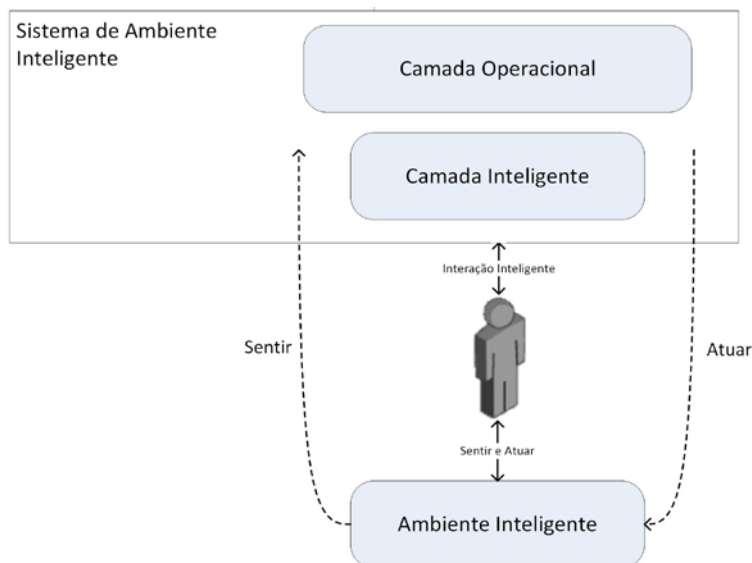 Sistema de Ambiente
Inteligente
Camada Operacional
Camada Inteligente
Interação Inteligente
Sentir
Atuar
Sentir e Atuar
Ambiente Inteligente